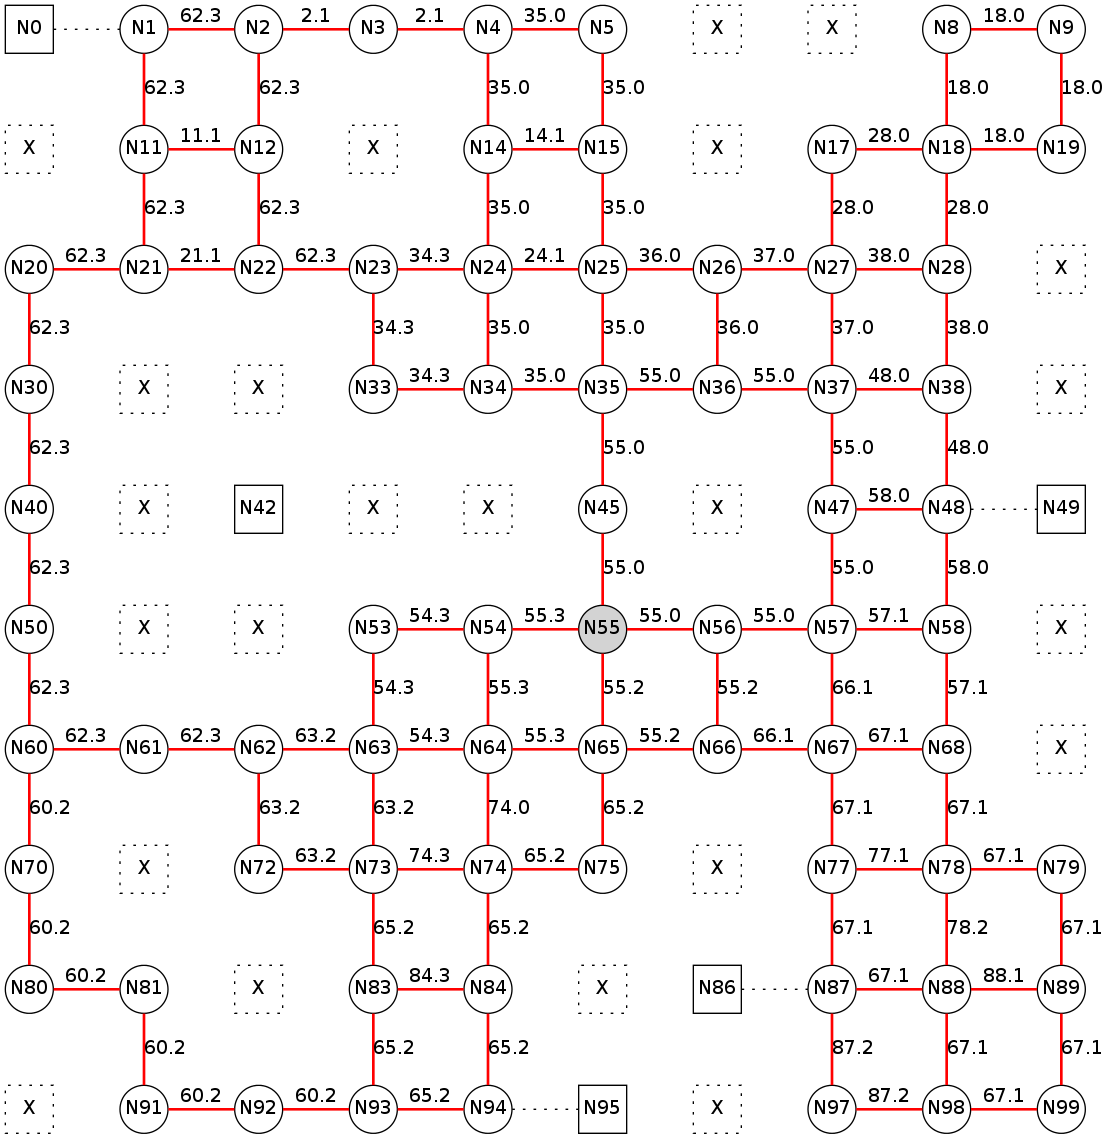 N0 N1 62.3 N2 2.1 N3 2.1 N4 35.0 N5 X X N8 18.0 N9
62.3 62.3 35.0 35.0 18.0 18.0
X N11 11.1 N12 X N14 14.1 N15 X N17 28.0 N18 18.0 N19
62.3 62.3 35.0 35.0 28.0 28.0
N20 62.3 N21 21.1 N22 62.3 N23 34.3 N24 24.1 N25 36.0 N26 37.0 N27 38.0 N28 X
62.3 34.3 35.0 35.0 36.0 37.0 38.0
N30 X X N33 34.3 N34 35.0 N35 55.0 N36 55.0 N37 48.0 N38 X
62.3 55.0 55.0 48.0
N40 X N42 X X N45 X N47 58.0 N48 N49
62.3 55.0 55.0 58.0
N50 X X N53 54.3 N54 55.3 N55 55.0 N56 55.0 N57 57.1 N58 X
62.3 54.3 55.3 55.2 55.2 66.1 57.1
N60 62.3 N61 62.3 N62 63.2 N63 54.3 N64 55.3 N65 55.2 N66 66.1 N67 67.1 N68 X
60.2 63.2 63.2 74.0 65.2 67.1 67.1
N70 X N72 63.2 N73 74.3 N74 65.2 N75 X N77 77.1 N78 67.1 N79
60.2 65.2 65.2 67.1 78.2 67.1
N80 60.2 N81 X N83 84.3 N84 X N86 N87 67.1 N88 88.1 N89
60.2 65.2 65.2 87.2 67.1 67.1
X N91 60.2 N92 60.2 N93 65.2 N94 N95 X N97 87.2 N98 67.1 N99